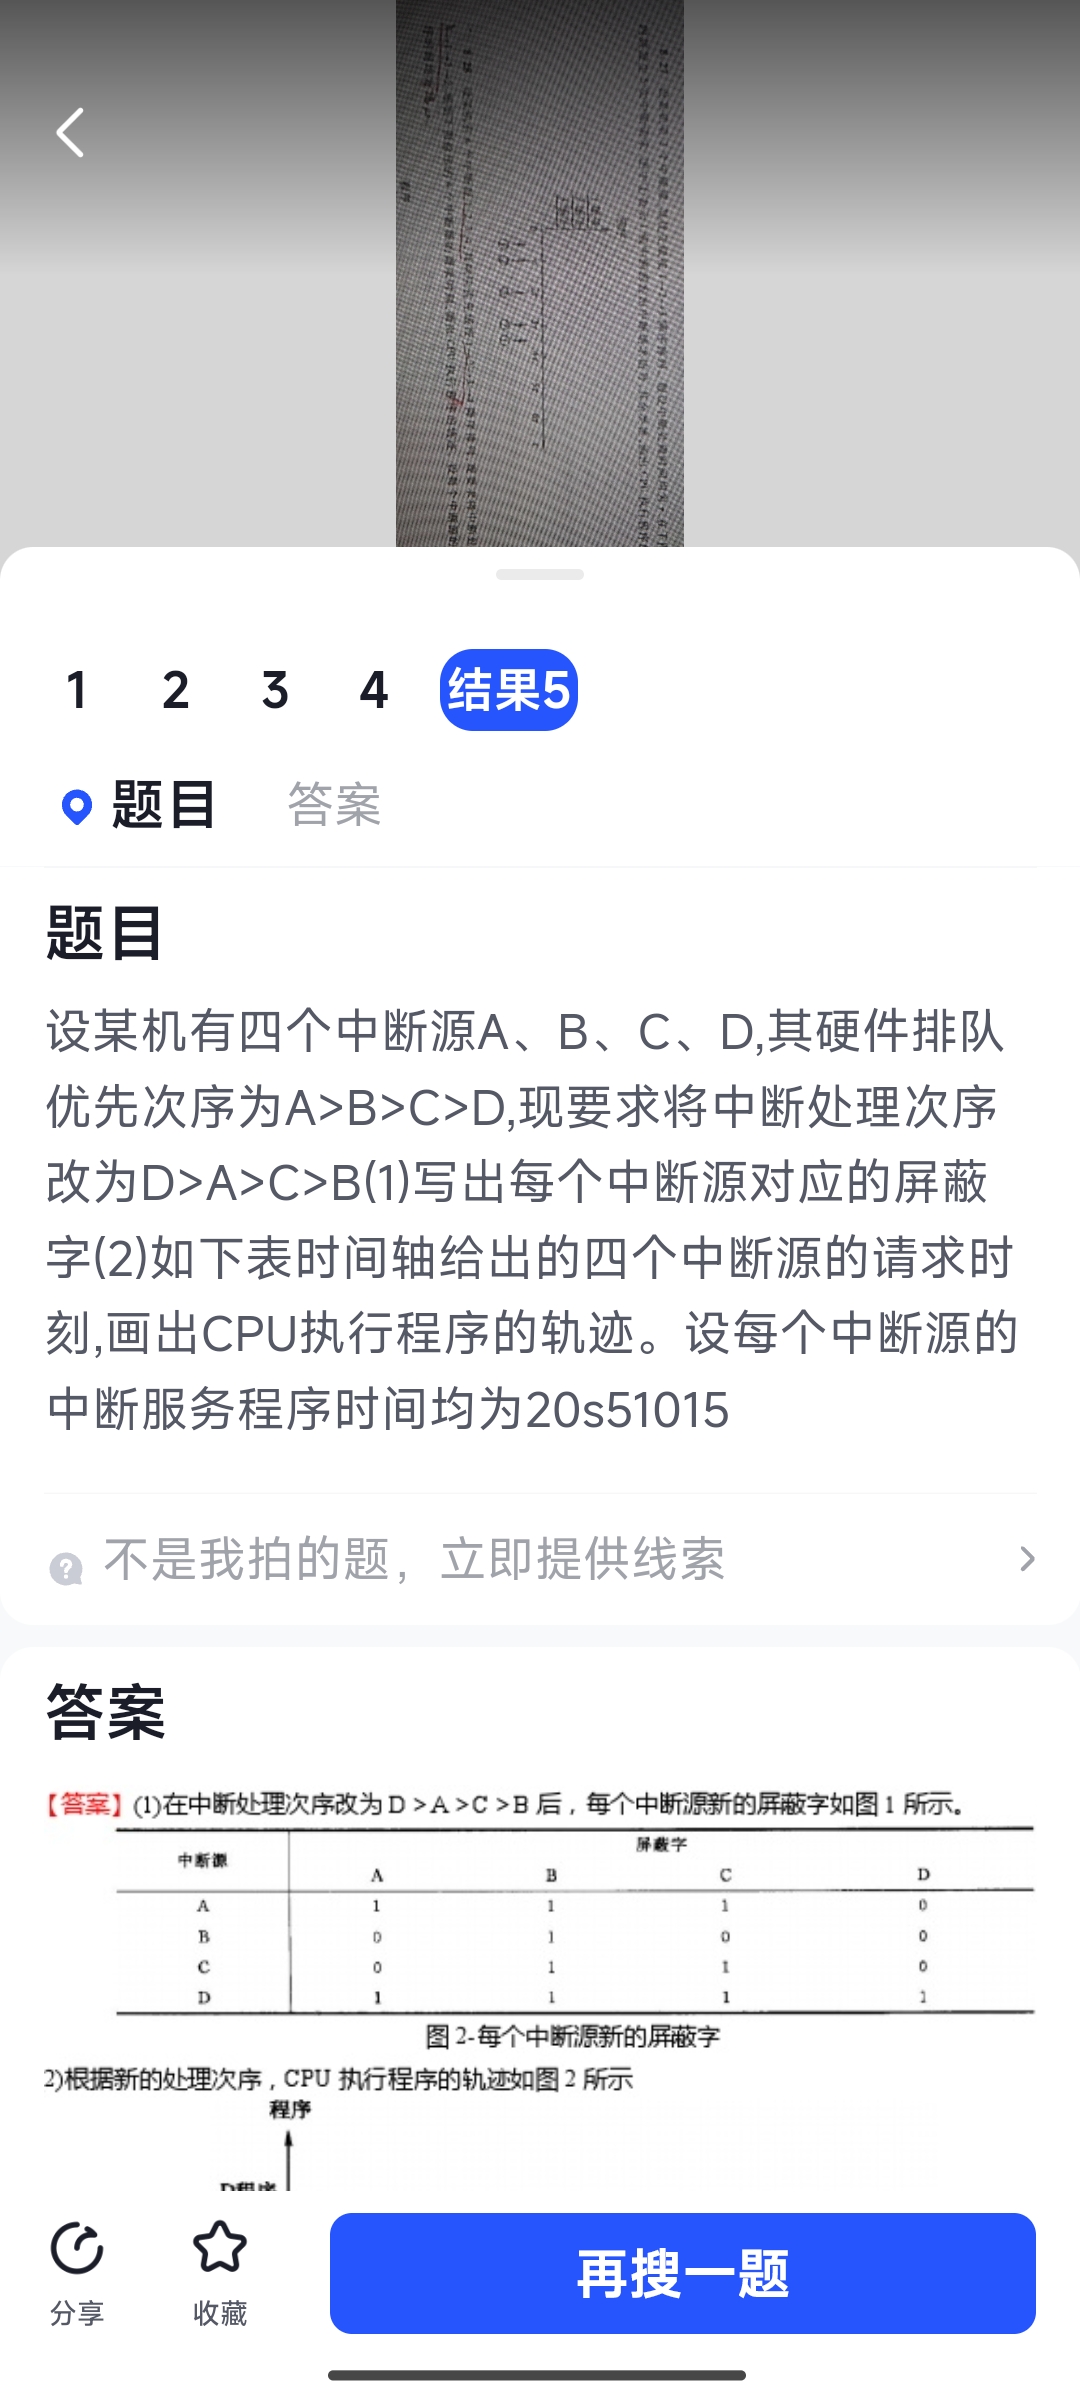 1 2 3 4 结果5
题目 答案
题目
设某机有四个中断源A、B、C、D,其硬件排队
优先次序为A>B>C>D,现要求将中断处理次序
改为D>A>C>B(1)写出每个中断源对应的屏蔽
字(2)如下表时间轴给出的四个中断源的请求时
刻,画出CPU执行程序的轨迹。设每个中断源的
中断服务程序时间均为20s51015
不是我拍的题，立即提供线索
答案
【答案】(1)在中断处理次序改为 D >A >C >B 后，每个中断源新的屏蔽字如图 1 所示。
中断源 屏蔽字
A B C D
A 1 1 1 0
B 0 1 0 0
C 0 1 1 0
D 1 1 1 1
图 2-每个中断源新的屏蔽字
2)根据新的处理次序，CPU 执行程序的轨迹如图 2 所示
程序
D程序
再搜一题
分享 收藏